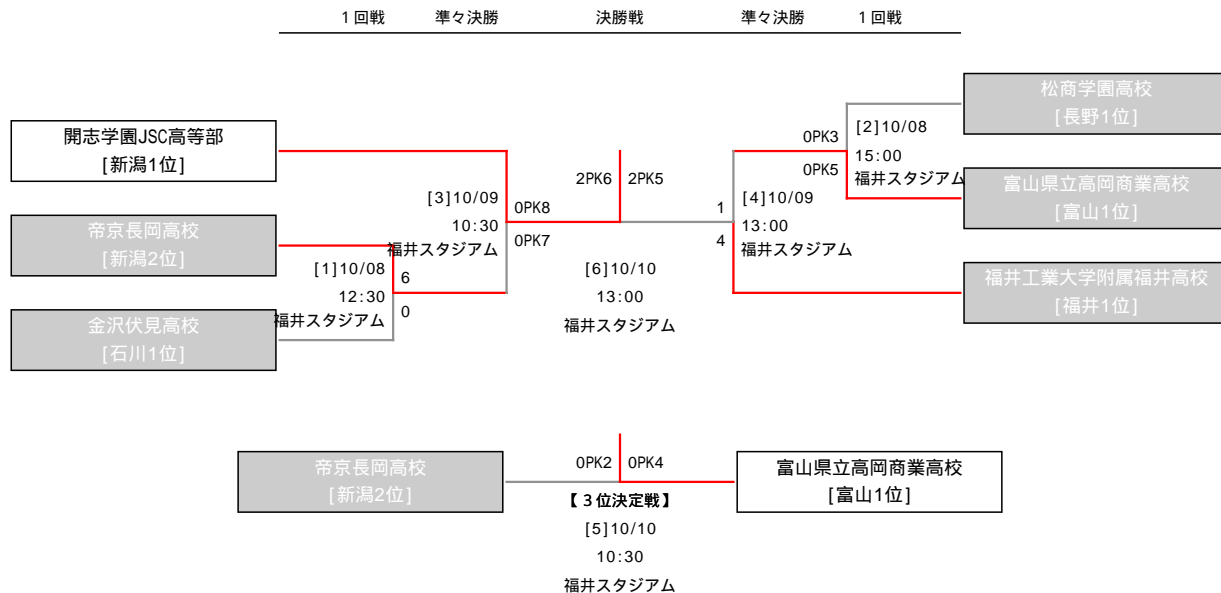 1回戦 準々決勝 決勝戦 準々決勝 1回戦
開志学園JSC高等部
[新潟1位]
帝京長岡高校
[新潟2位]
金沢伏見高校
[石川1位]
[1]10/08
12:30
福井スタジアム
6
0
[3]10/09
10:30
福井スタジアム
0PK8
0PK7
2PK6 2PK5
[6]10/10
13:00
福井スタジアム
1
4
[4]10/09
13:00
福井スタジアム
0PK3
0PK5
[2]10/08
15:00
福井スタジアム
松商学園高校
[長野1位]
富山県立高岡商業高校
[富山1位]
福井工業大学附属福井高校
[福井1位]
帝京長岡高校
[新潟2位]
0PK2 0PK4
【3位決定戦】
[5]10/10
10:30
福井スタジアム
富山県立高岡商業高校
[富山1位]